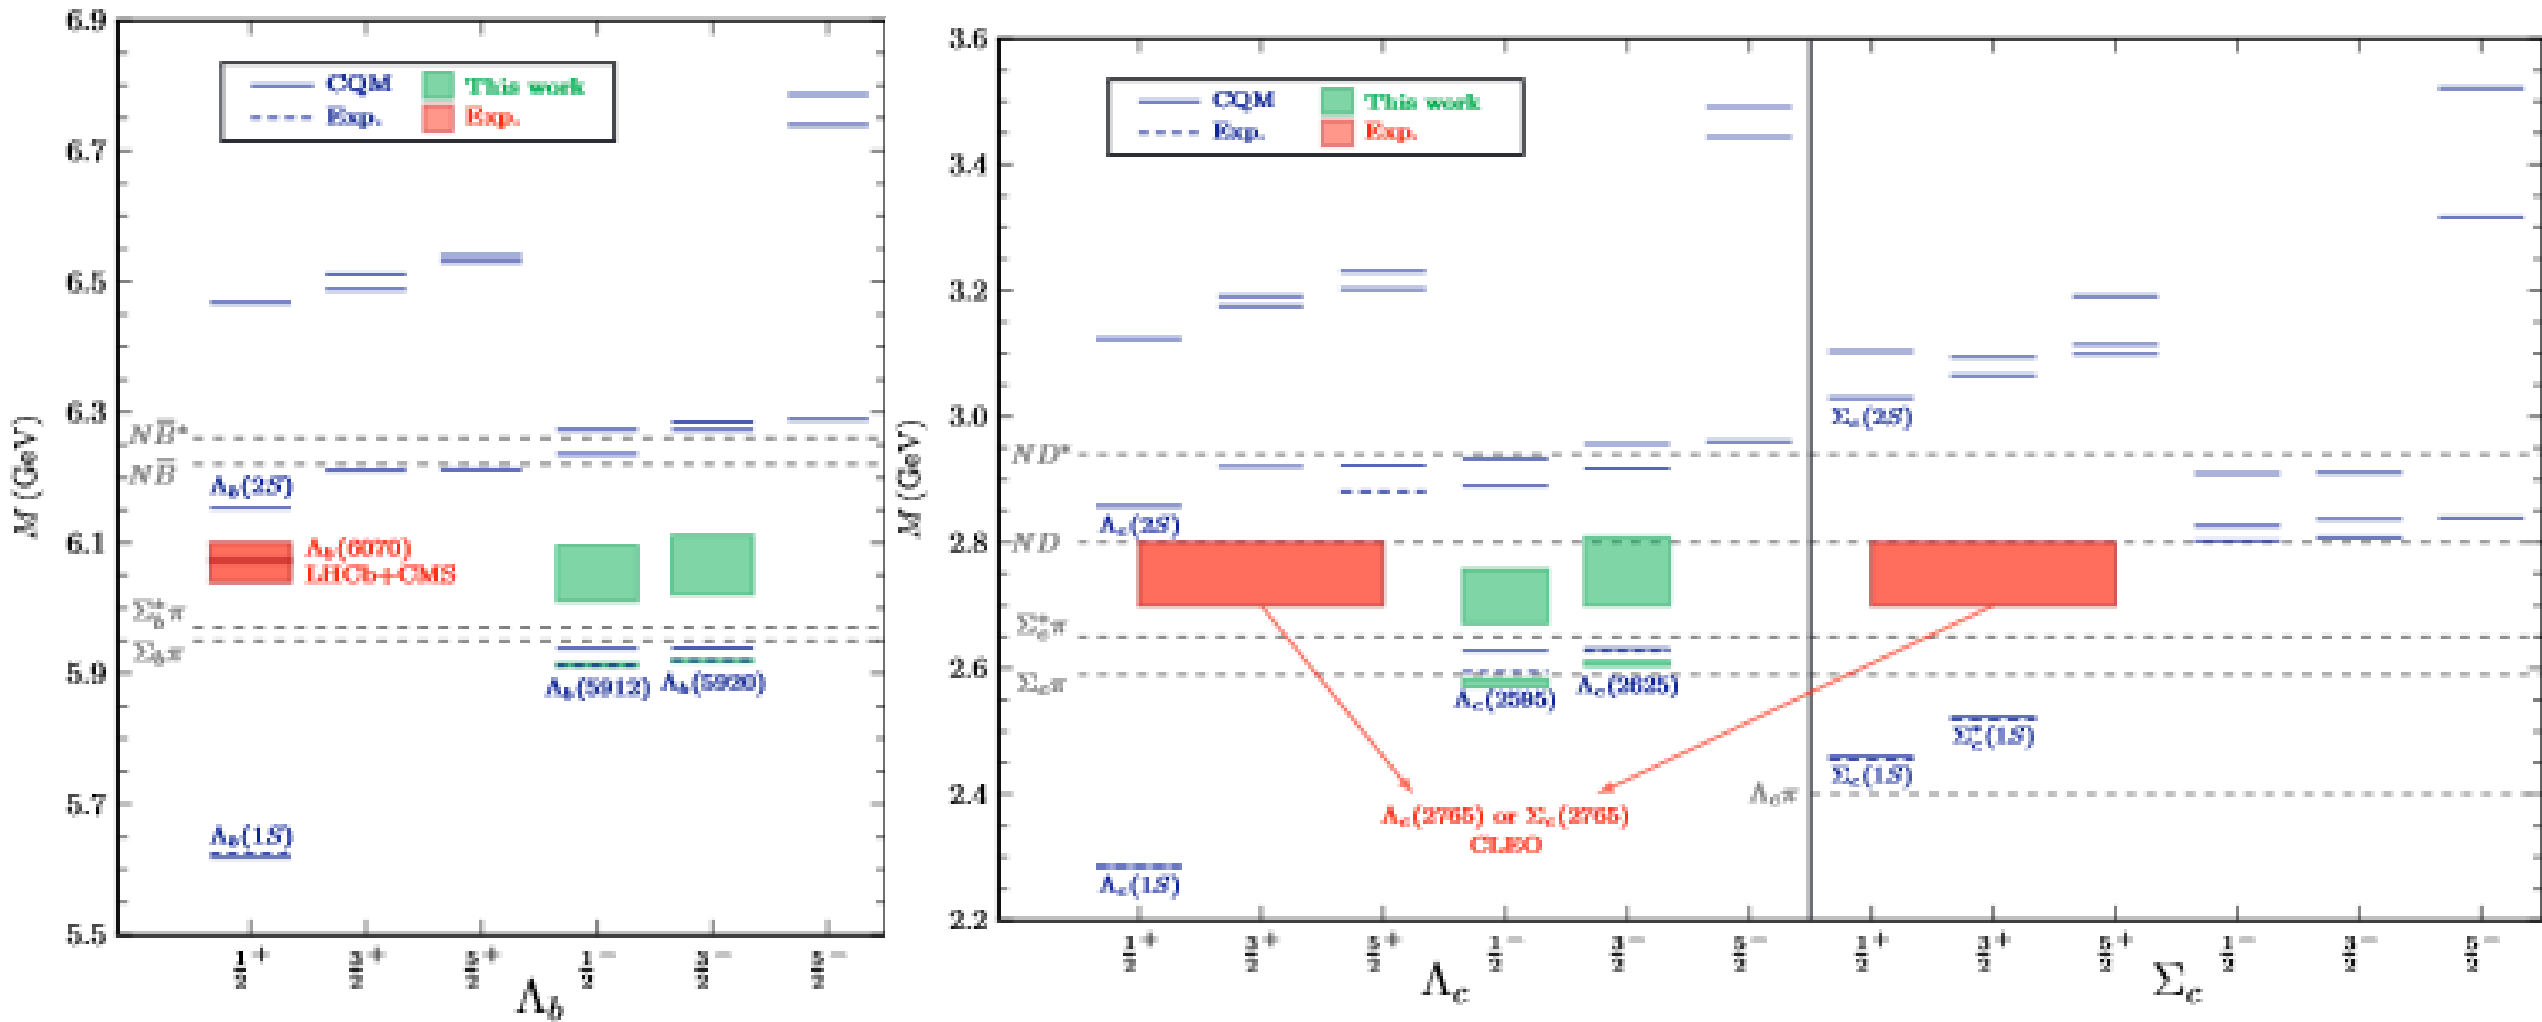 6.9
6.7
6.5
6.3
6.1
5.9
5.7
5.5
M (GeV)
CQM
This work
Exp.
Exp.
NB̅*
NB̅
Λb(2S)
Λb(6070)
LHCb+CMS
Σb*π
Σbπ
Λb(5912)
Λb(5920)
Λb(1S)
1/2+
3/2+
5/2+
1/2−
3/2−
5/2−
Λb
3.6
3.4
3.2
3.0
2.8
2.6
2.4
2.2
M (GeV)
CQM
This work
Exp.
Exp.
ND*
Λc(2S)
ND
Σc*π
Σcπ
Λc(2595)
Λc(2625)
Λc(2765) or Σc(2765)
CLEO
Λc(1S)
Σc(2S)
Σc*(1S)
Σc(1S)
Λcπ
1/2+
3/2+
5/2+
1/2−
3/2−
5/2−
1/2+
3/2+
5/2+
1/2−
3/2−
5/2−
Λc
Σc